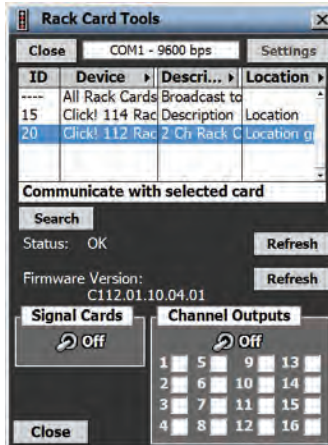 Rack Card Tools
Close COM1 - 9600 bps Settings
ID Device Descri... Location
---- All Rack Cards Broadcast to
15 Click! 114 Rac Description Location
20 Click! 112 Rac 2 Ch Rack C Location g
Communicate with selected card
Search
Status: OK Refresh
Firmware Version: Refresh
C112.01.10.04.01
Signal Cards Channel Outputs
Off Off
1 5 9 13
2 6 10 14
3 7 11 15
4 8 12 16
Close